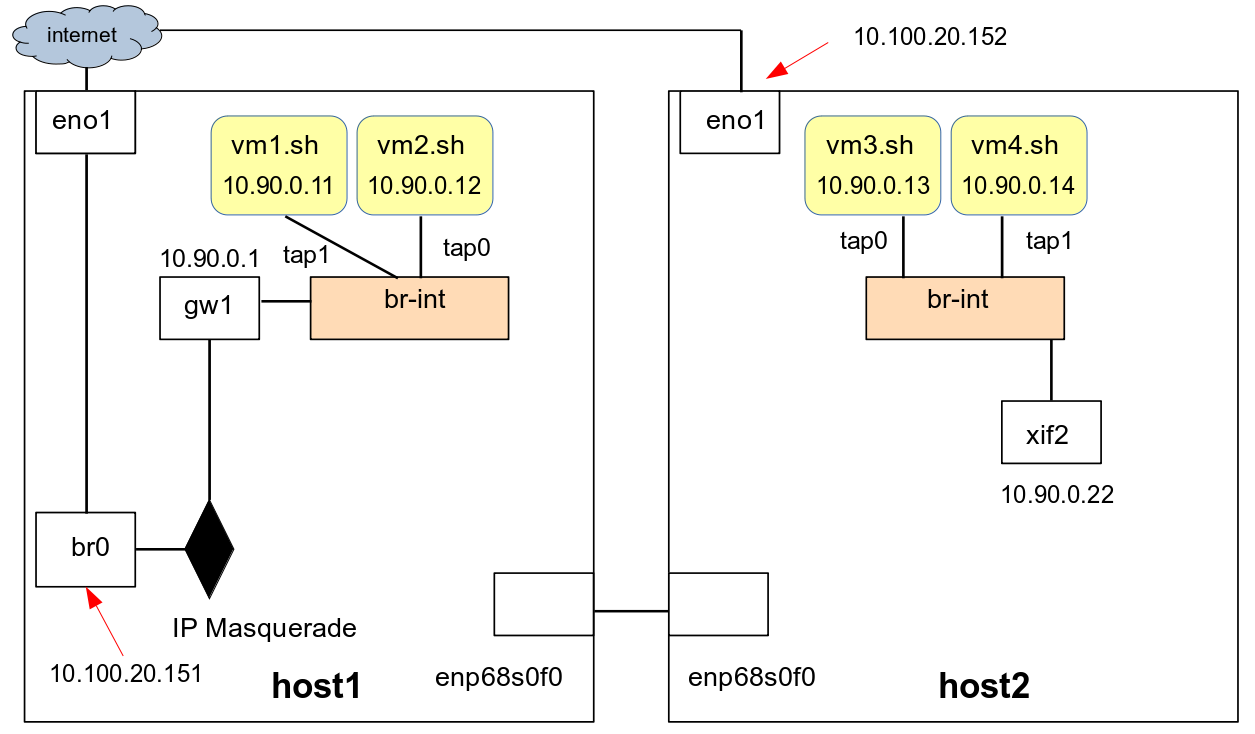 internet
10.100.20.152
eno1
vm1.sh
10.90.0.11
vm2.sh
10.90.0.12
10.90.0.1
tap1
tap0
gw1
br-int
br0
IP Masquerade
10.100.20.151
host1
enp68s0f0
eno1
vm3.sh
10.90.0.13
vm4.sh
10.90.0.14
tap0
tap1
br-int
xif2
10.90.0.22
enp68s0f0
host2